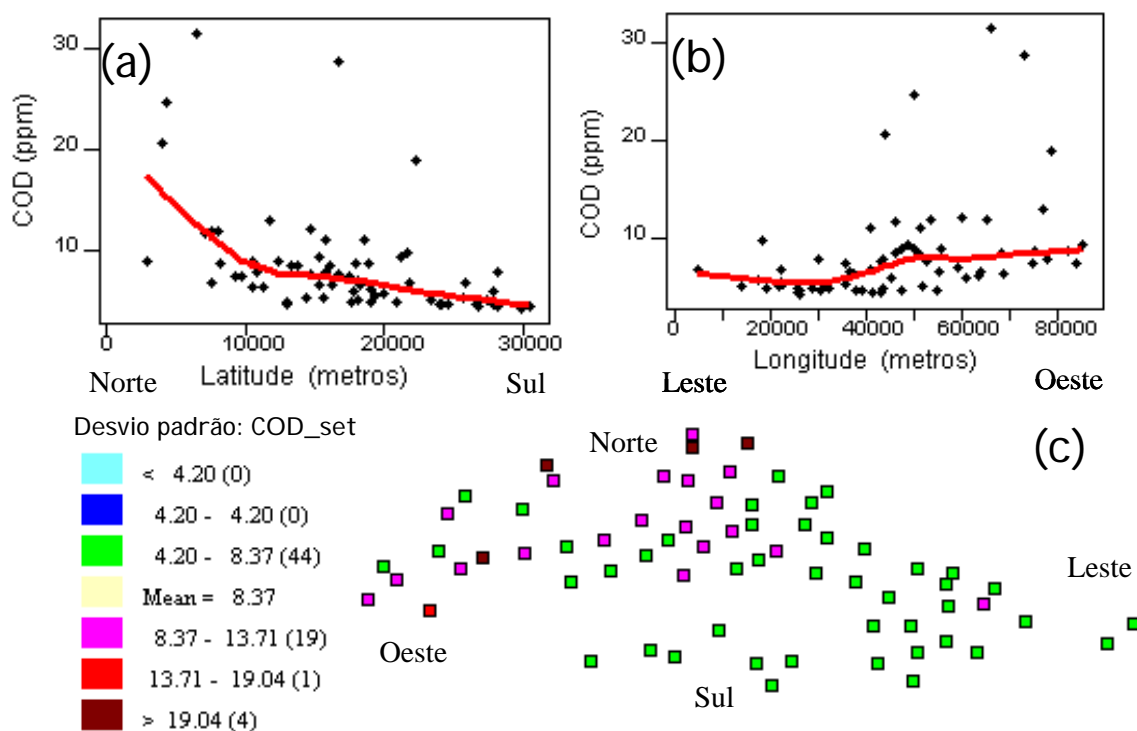 (a)
COD (ppm)
30
20
10
0 10000 20000 30000
Latitude (metros)
Norte
Sul
(b)
COD (ppm)
30
20
10
0 20000 40000 60000 80000
Longitude (metros)
Leste
Oeste
Desvio padrão: COD_set
< 4.20 (0)
4.20 - 4.20 (0)
4.20 - 8.37 (44)
Mean = 8.37
8.37 - 13.71 (19)
13.71 - 19.04 (1)
> 19.04 (4)
(c)
Norte
Leste
Oeste
Sul